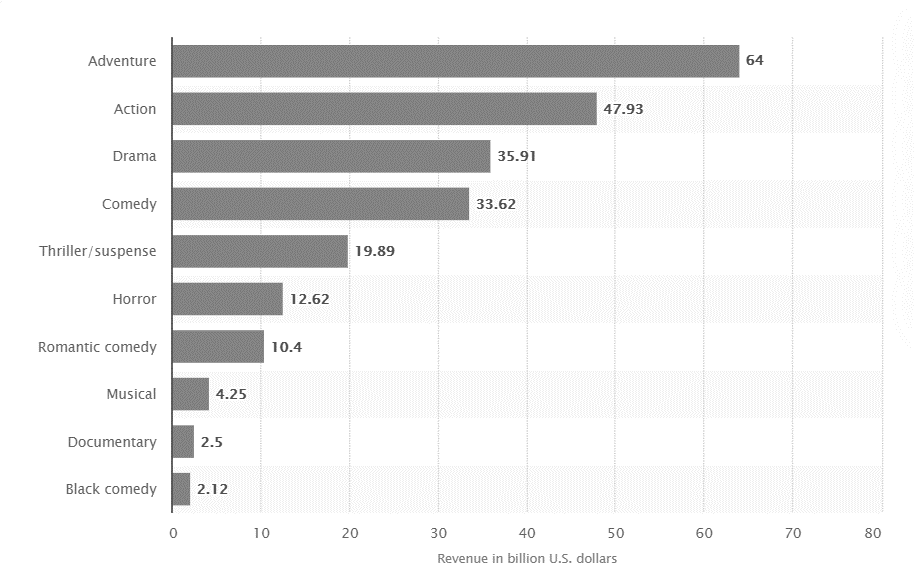 Adventure 64
Action 47.93
Drama 35.91
Comedy 33.62
Thriller/suspense 19.89
Horror 12.62
Romantic comedy 10.4
Musical 4.25
Documentary 2.5
Black comedy 2.12
0 10 20 30 40 50 60 70 80
Revenue in billion U.S. dollars